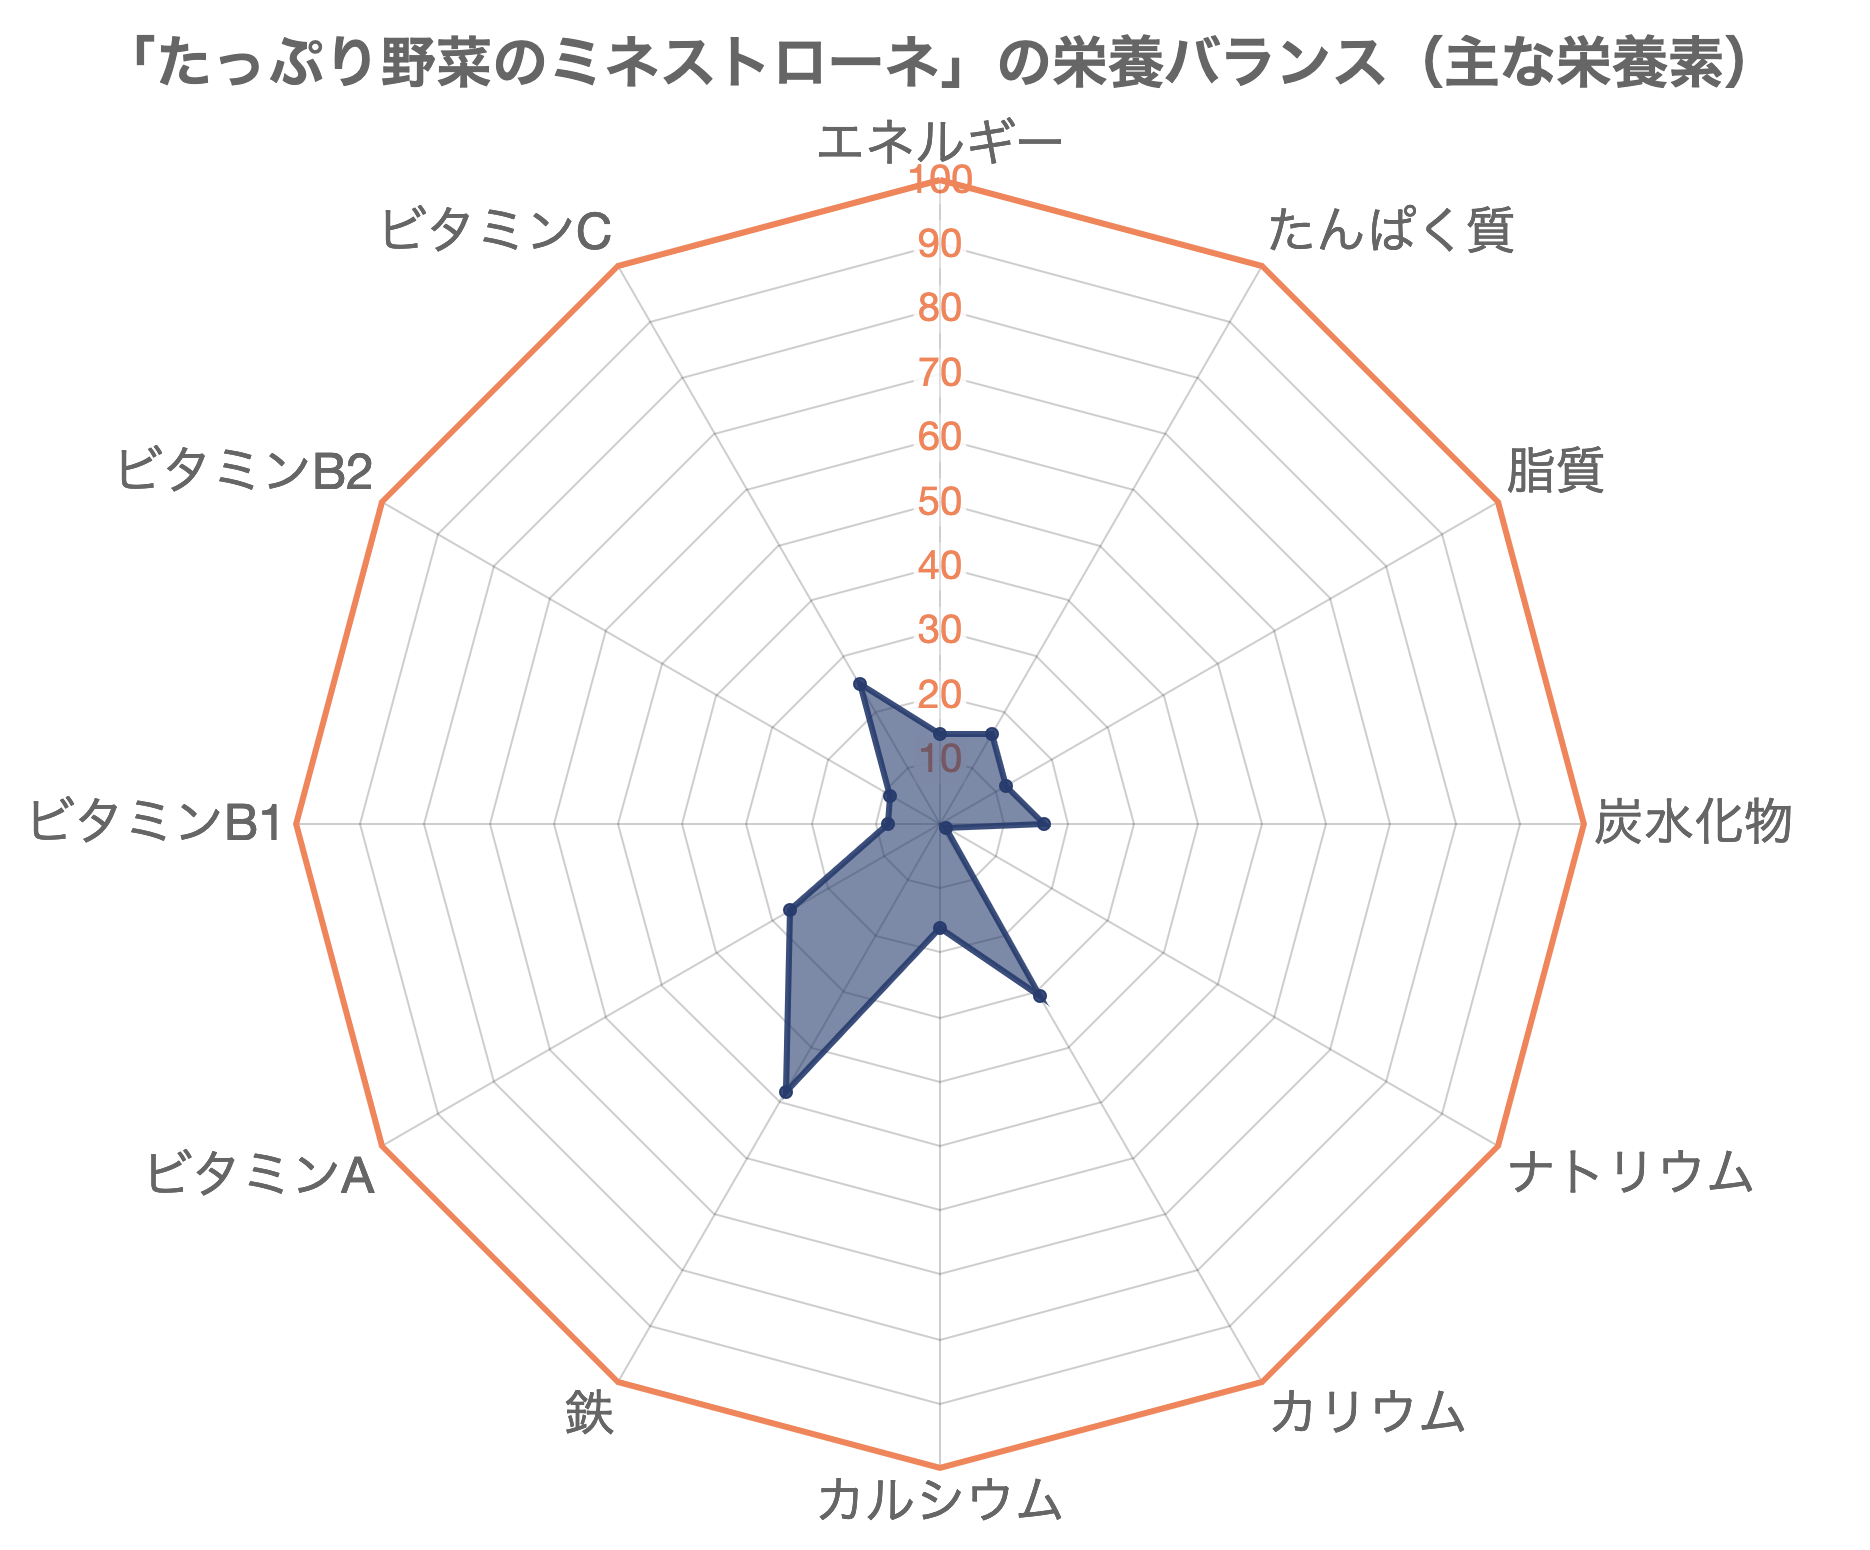 「たっぷり野菜のミネストローネ」の栄養バランス（主な栄養素）
エネルギー
たんぱく質
脂質
炭水化物
ナトリウム
カリウム
カルシウム
鉄
ビタミンA
ビタミンB1
ビタミンB2
ビタミンC
100
90
80
70
60
50
40
30
20
10